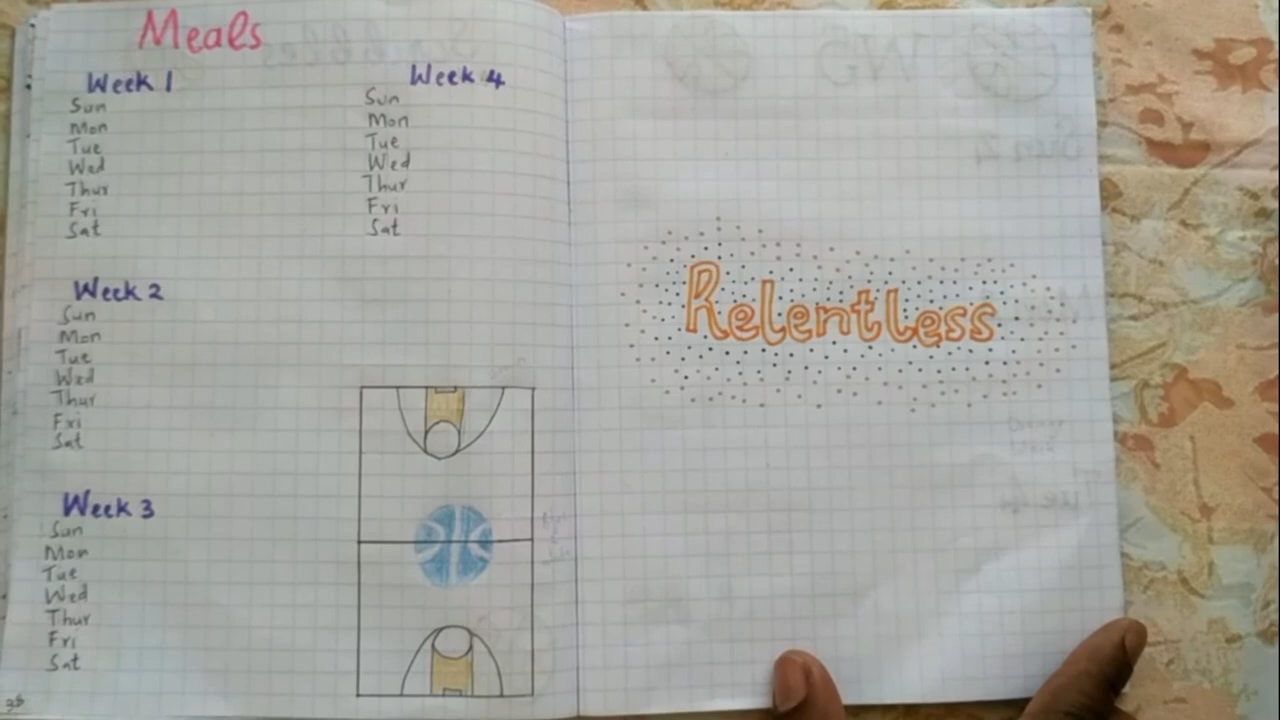 Meals
Week 1
Sun
Mon
Tue
Wed
Thur
Fri
Sat
Week 2
Sun
Mon
Tue
Wed
Thur
Fri
Sat
Week 3
Sun
Mon
Tue
Wed
Thur
Fri
Sat
Week 4
Sun
Mon
Tue
Wed
Thur
Fri
Sat
Relentless